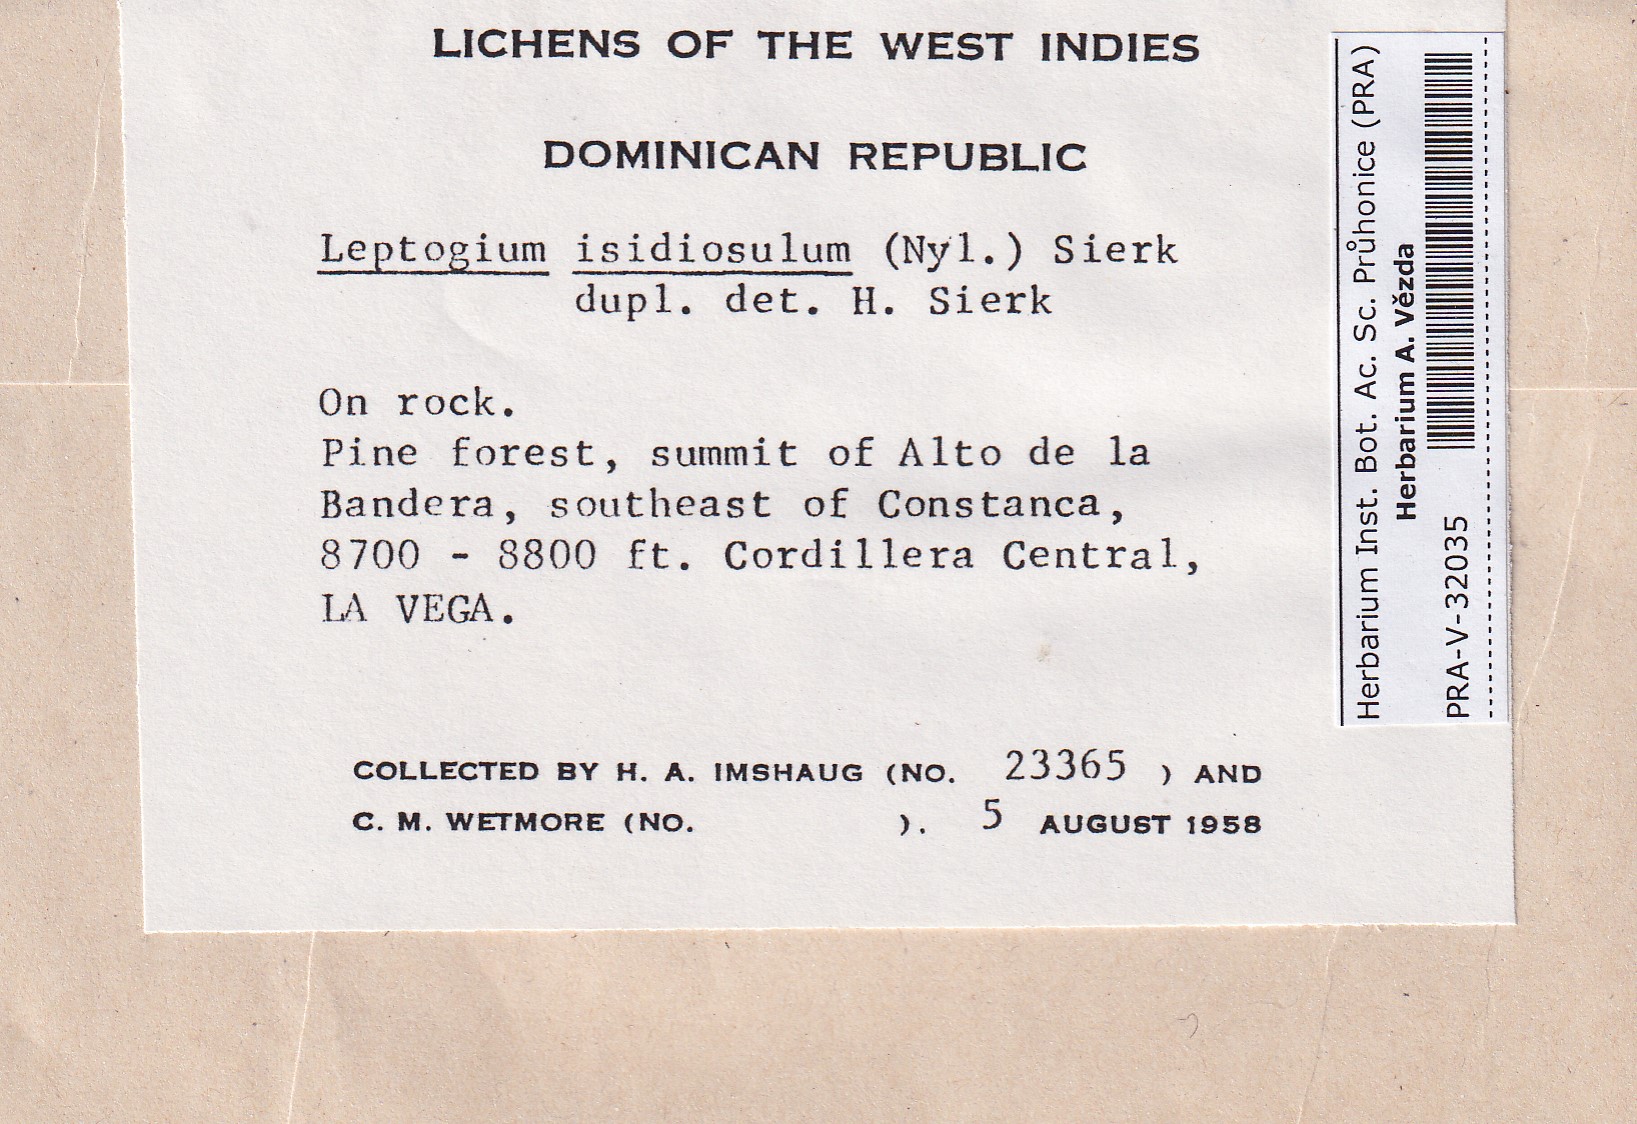 LICHENS OF THE WEST INDIES
DOMINICAN REPUBLIC
Leptogium isidiosulum (Nyl.) Sierk
dupl. det. H. Sierk
On rock.
Pine forest, summit of Alto de la
Bandera, southeast of Constanca,
8700 - 8800 ft. Cordillera Central,
LA VEGA.
COLLECTED BY H. A. IMSHAUG (NO. 23365 ) AND
C. M. WETMORE (NO. ). 5 AUGUST 1958
Herbarium Inst. Bot. Ac. Sc. Průhonice (PRA)
Herbarium A. Vězda
PRA-V-32035